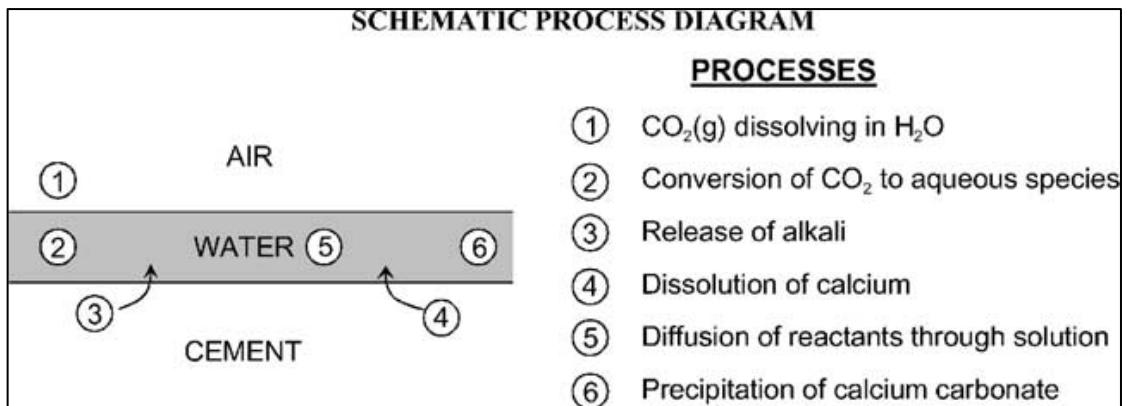 SCHEMATIC PROCESS DIAGRAM
PROCESSES
① CO₂(g) dissolving in H₂O
② Conversion of CO₂ to aqueous species
③ Release of alkali
④ Dissolution of calcium
⑤ Diffusion of reactants through solution
⑥ Precipitation of calcium carbonate
AIR
①
② WATER ⑤ ⑥
③ ④
CEMENT